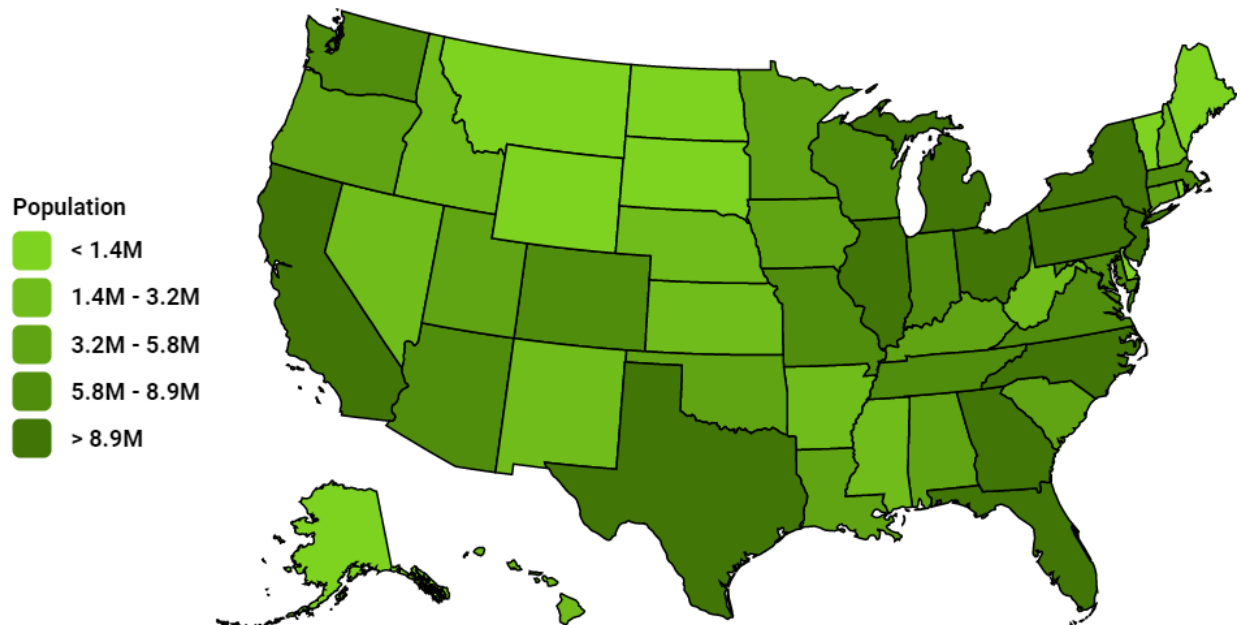 Population
< 1.4M
1.4M - 3.2M
3.2M - 5.8M
5.8M - 8.9M
> 8.9M